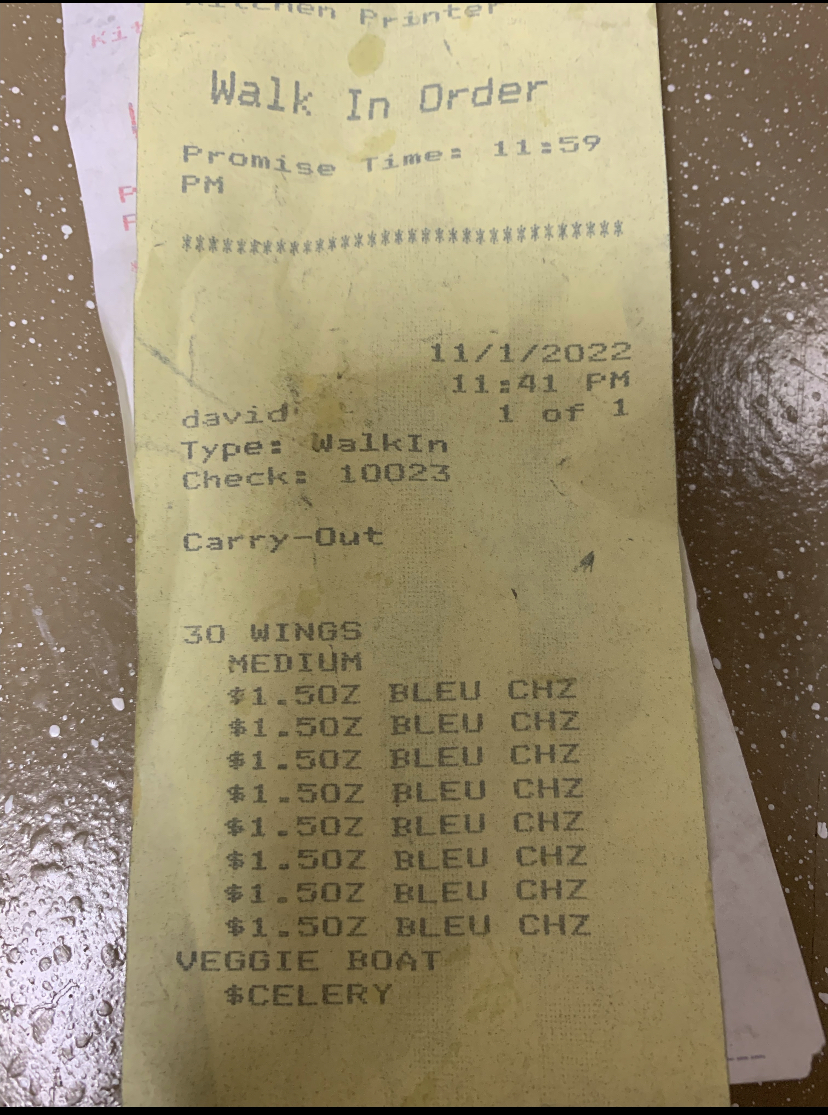 Kitchen Printer
Walk In Order
Promise Time: 11:59
PM
*********************************
11/1/2022
11:41 PM
david 1 of 1
Type: WalkIn
Check: 10023
Carry-Out
30 WINGS
MEDIUM
$1.5OZ BLEU CHZ
$1.5OZ BLEU CHZ
$1.5OZ BLEU CHZ
$1.5OZ BLEU CHZ
$1.5OZ BLEU CHZ
$1.5OZ BLEU CHZ
$1.5OZ BLEU CHZ
$1.5OZ BLEU CHZ
VEGGIE BOAT
$CELERY